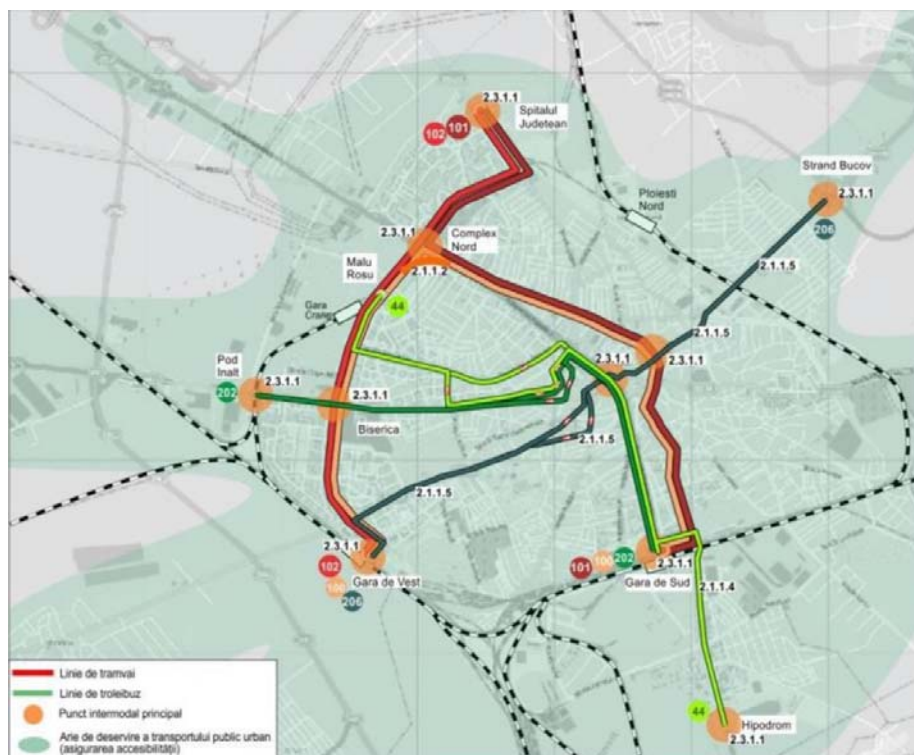 2.3.1.1
Spitalul
Judetean
102
101
Strand Bucov
2.3.1.1
206
Ploiesti
Nord
2.3.1.1
Complex
Nord
Malu
Rosu
2.1.1.2
2.1.1.5
44
Gara
Crang
2.1.1.5
Pod
Inalt
2.3.1.1
2.3.1.1
202
2.3.1.1
2.3.1.1
Biserica
2.1.1.5
2.1.1.5
2.3.1.1
102
Gara de Vest
100
206
101
100
202
2.3.1.1
Gara de Sud
2.1.1.4
44
Hipodrom
2.3.1.1
Linie de tramvai
Linie de troleibuz
Punct intermodal principal
Arie de deservire a transportului public urban
(asigurarea accesibilității)